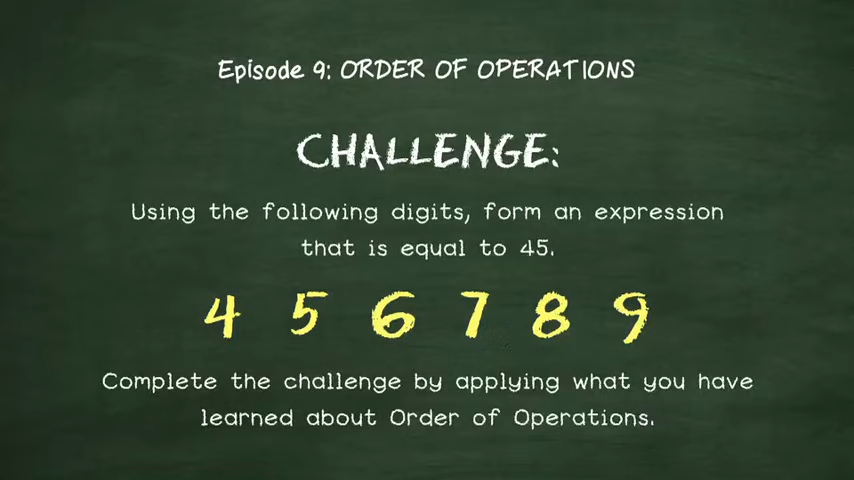 Episode 9: ORDER OF OPERATIONS
CHALLENGE:
Using the following digits, form an expression
that is equal to 45.
4 5 6 7 8 9
Complete the challenge by applying what you have
learned about Order of Operations.